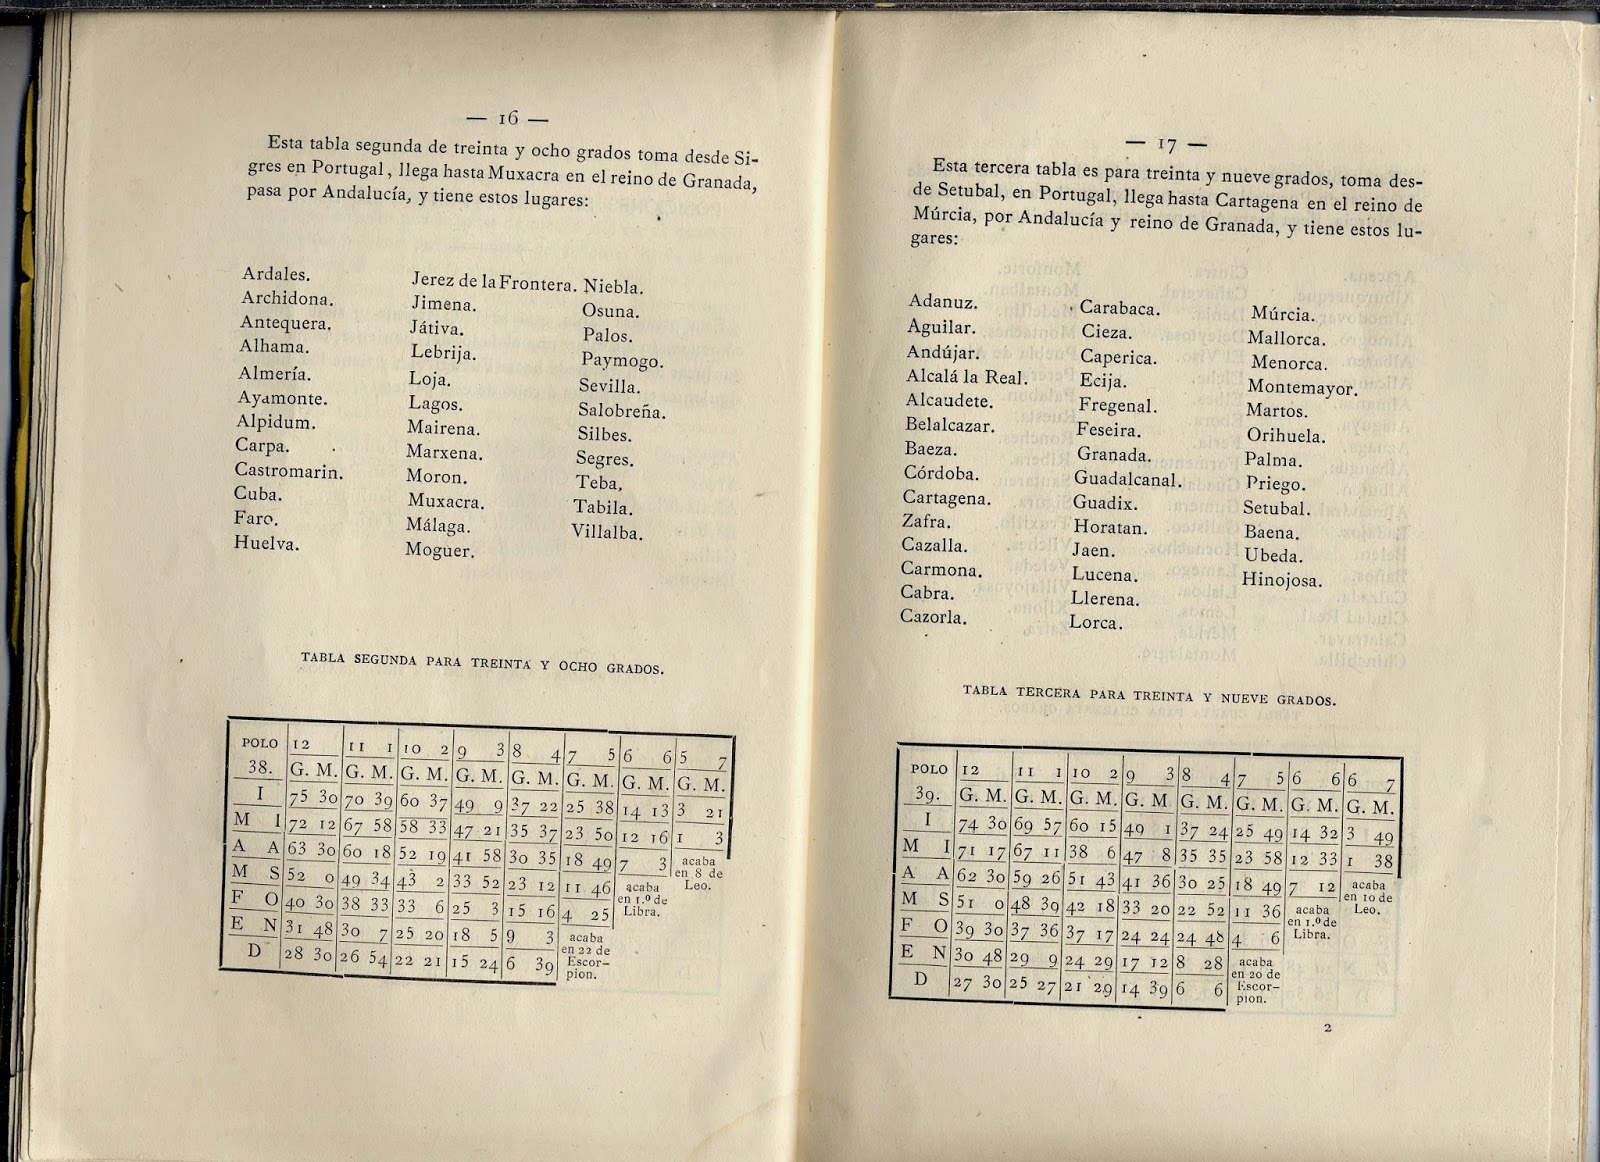 — 16 —
Esta tabla segunda de treinta y ocho grados toma desde Si-
gres en Portugal, llega hasta Muxacra en el reino de Granada,
pasa por Andalucía, y tiene estos lugares:
Ardales.
Archidona.
Antequera.
Alhama.
Almería.
Ayamonte.
Alpidum.
Carpa.
Castromarin.
Cuba.
Faro.
Huelva.
Jerez de la Frontera.
Jimena.
Játiva.
Lebrija.
Loja.
Lagos.
Mairena.
Marxena.
Moron.
Muxacra.
Málaga.
Moguer.
Niebla.
Osuna.
Palos.
Paymogo.
Sevilla.
Salobreña.
Silbes.
Segres.
Teba,
Tabila.
Villalba.
TABLA SEGUNDA PARA TREINTA Y OCHO GRADOS.
POLO 12 11 1 10 2 9 3 8 4 7 5 6 6 5 7
38. G. M. G. M. G. M. G. M. G. M. G. M. G. M. G. M.
I 75 30 70 39 60 37 49 9 37 22 25 38 14 13 3 21
M I 72 12 67 58 58 33 47 21 35 37 23 50 12 16 1 3
A A 63 30 60 18 52 19 41 58 30 35 18 49 7 3 acaba en 8 de Leo.
M S 52 0 49 34 43 2 33 52 23 12 11 46 acaba en 1.º de Libra.
F O 40 30 38 33 33 6 25 3 15 16 4 25
E N 31 48 30 7 25 20 18 5 9 3 acaba en 22 de Escor- pion.
D 28 30 26 54 22 21 15 24 6 39
— 17 —
Esta tercera tabla es para treinta y nueve grados, toma des-
de Setubal, en Portugal, llega hasta Cartagena en el reino de
Múrcia, por Andalucía y reino de Granada, y tiene estos lu-
gares:
Adanuz.
Aguilar.
Andújar.
Alcalá la Real.
Alcaudete.
Belalcazar.
Baeza.
Córdoba.
Cartagena.
Zafra.
Cazalla.
Carmona.
Cabra.
Cazorla.
Carabaca.
Cieza.
Caperica.
Ecija.
Fregenal.
Feseira.
Granada.
Guadalcanal.
Guadix.
Horatan.
Jaen.
Lucena.
Llerena.
Lorca.
Múrcia.
Mallorca.
Menorca.
Montemayor.
Martos.
Orihuela.
Palma.
Priego.
Setubal.
Baena.
Ubeda.
Hinojosa.
TABLA TERCERA PARA TREINTA Y NUEVE GRADOS.
POLO 12 11 1 10 2 9 3 8 4 7 5 6 6 6 7
39. G. M. G. M. G. M. G. M G. M. G. M. G. M. G. M.
I 74 30 69 57 60 15 49 1 37 24 25 49 14 32 3 49
M I 71 17 67 11 38 6 47 8 35 35 23 58 12 33 1 38
A A 62 30 59 26 51 43 41 36 30 25 18 49 7 12 acaba en 10 de Leo.
M S 51 0 48 39 42 18 33 20 22 52 11 36 acaba en 1.º de Libra.
F O 39 30 37 36 37 17 24 24 24 48 4 6
E N 30 48 29 9 24 29 17 12 8 28 acaba en 20 de Escor- pion.
D 27 30 25 27 21 29 14 39 6 6
2